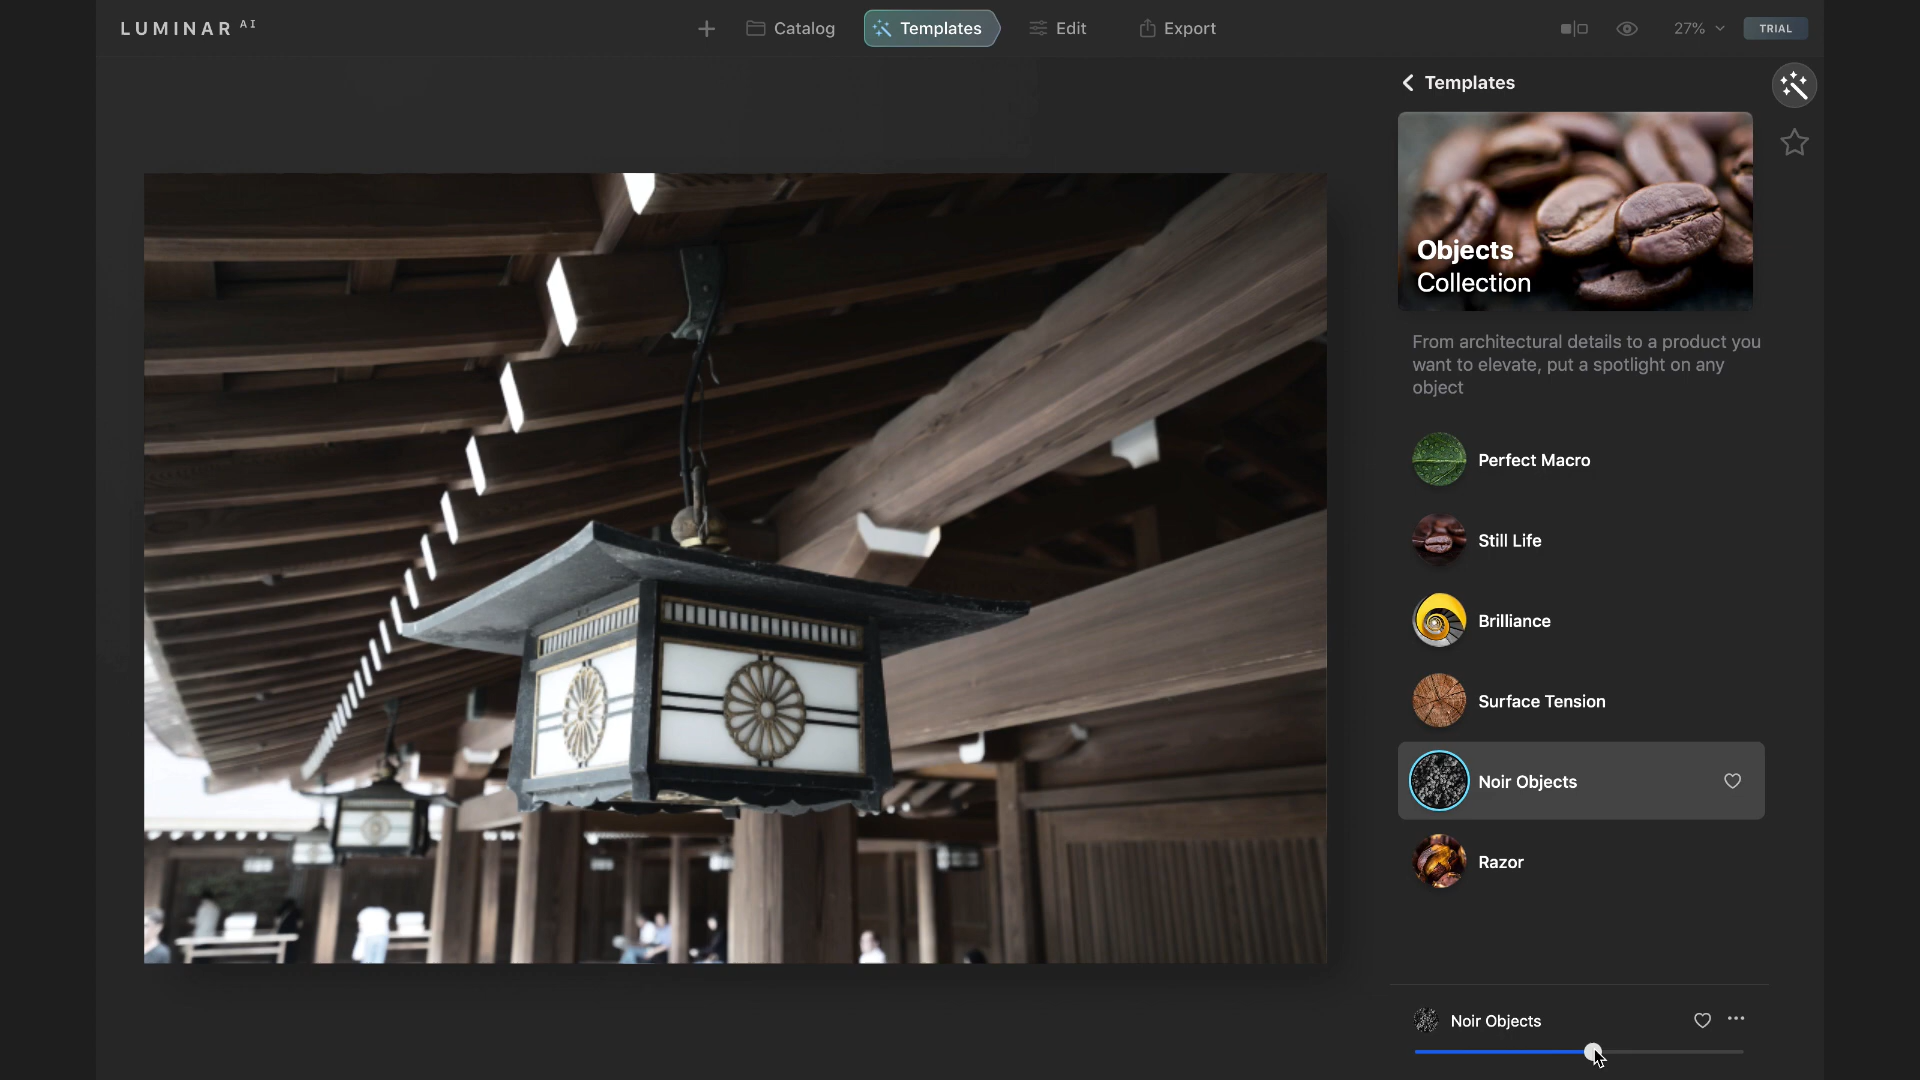 LUMINAR AI
Catalog
Templates
Edit
Export
27%
TRIAL
Templates
Objects
Collection
From architectural details to a product you
want to elevate, put a spotlight on any
object
Perfect Macro
Still Life
Brilliance
Surface Tension
Noir Objects
Razor
Noir Objects